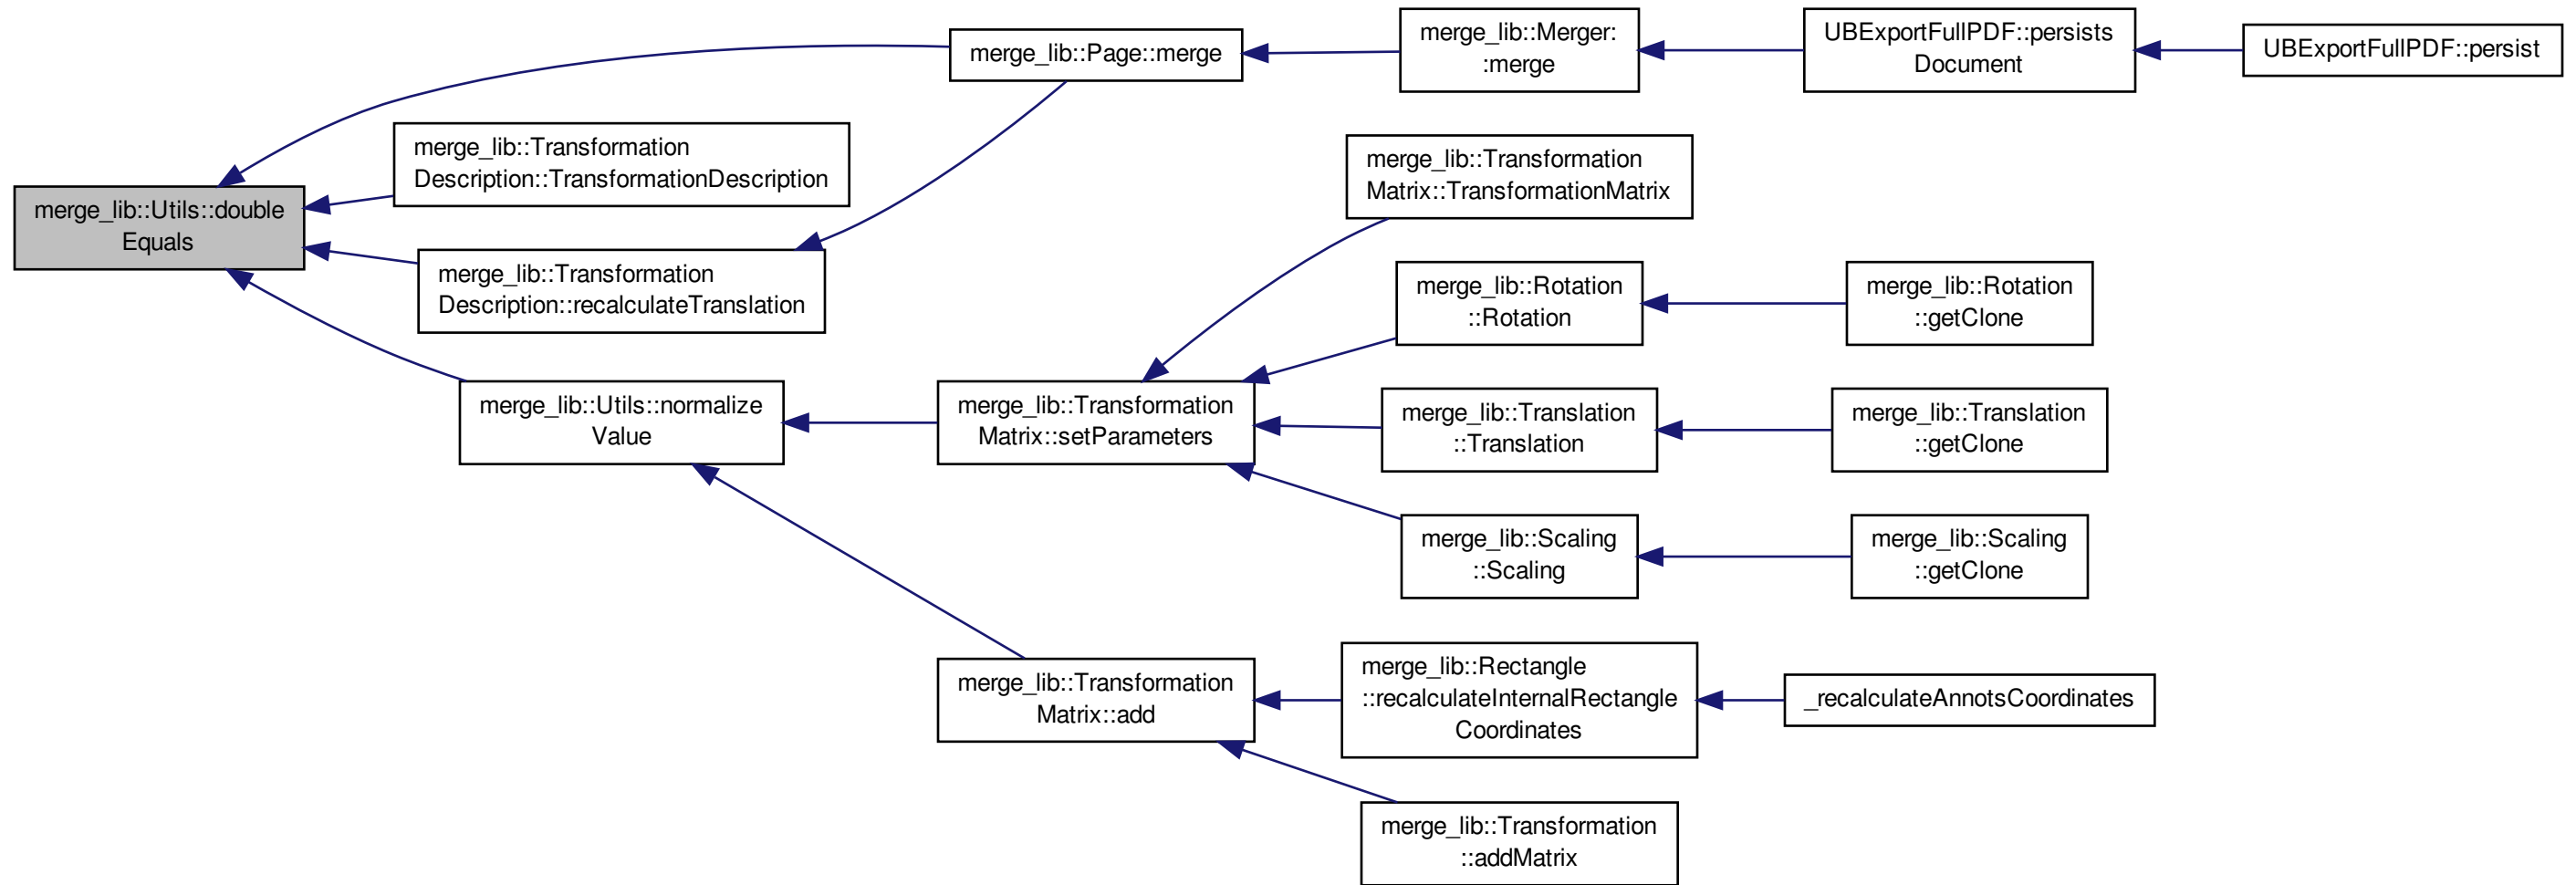 merge_lib::Utils::double
Equals
merge_lib::Page::merge
merge_lib::Transformation
Description::TransformationDescription
merge_lib::Transformation
Description::recalculateTranslation
merge_lib::Utils::normalize
Value
merge_lib::Merger:
:merge
UBExportFullPDF::persists
Document
UBExportFullPDF::persist
merge_lib::Transformation
Matrix::setParameters
merge_lib::Transformation
Matrix::TransformationMatrix
merge_lib::Rotation
::Rotation
merge_lib::Rotation
::getClone
merge_lib::Translation
::Translation
merge_lib::Translation
::getClone
merge_lib::Scaling
::Scaling
merge_lib::Scaling
::getClone
merge_lib::Transformation
Matrix::add
merge_lib::Rectangle
::recalculateInternalRectangle
Coordinates
_recalculateAnnotsCoordinates
merge_lib::Transformation
::addMatrix